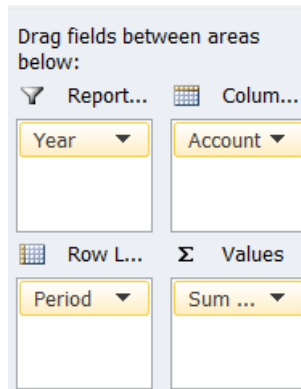 Drag fields between areas
below:
Report... Colum...
Year Account
Row L... Σ Values
Period Sum ...